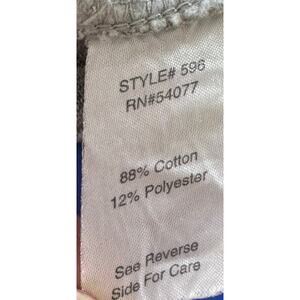 STYLE# 596
RN#54077
88% Cotton
12% Polyester
See Reverse
Side For Care